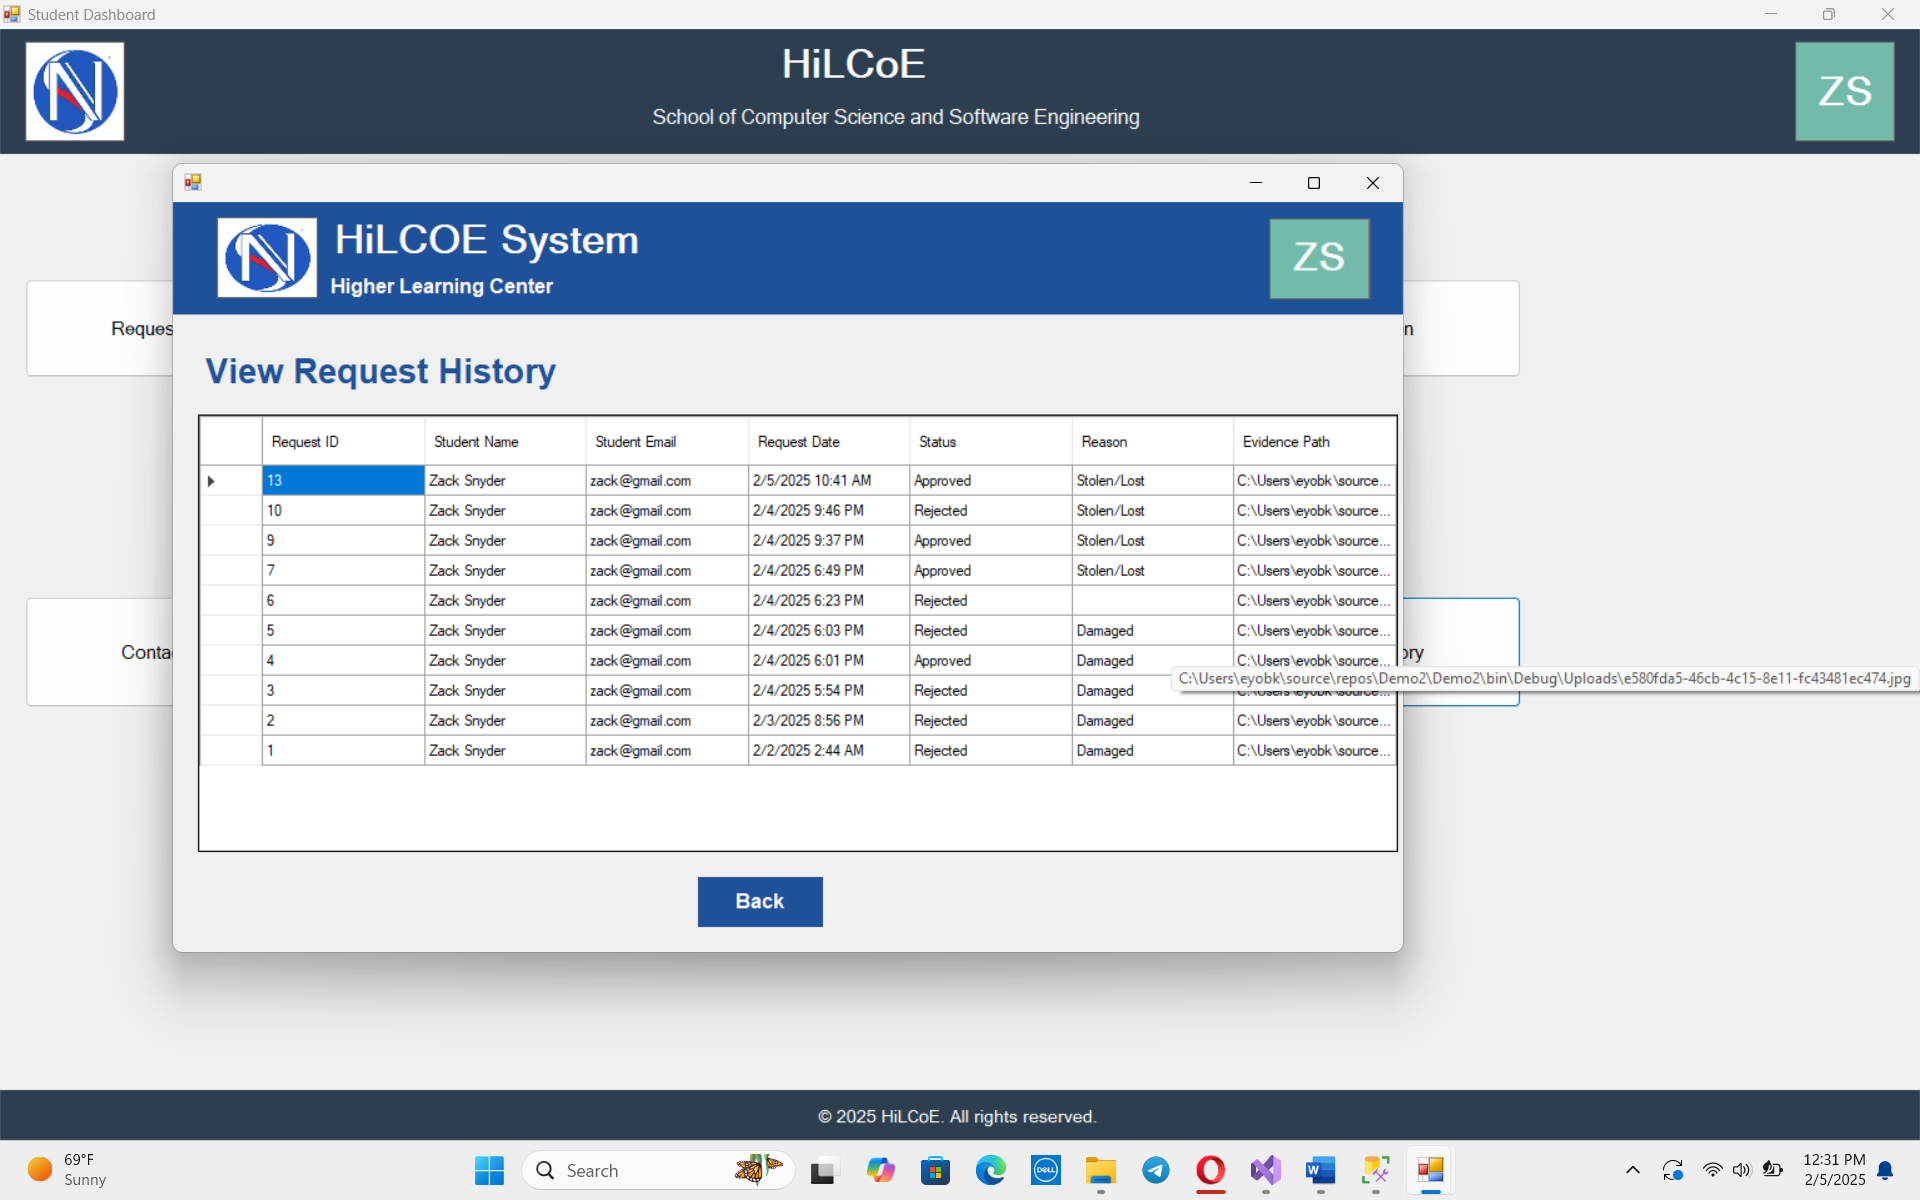 Student Dashboard
HiLCoE
School of Computer Science and Software Engineering
ZS
HiLCOE System
Higher Learning Center
ZS
Reques
n
View Request History
Request ID Student Name Student Email Request Date Status Reason Evidence Path
13 Zack Snyder zack@gmail.com 2/5/2025 10:41 AM Approved Stolen/Lost C:\Users\eyobk\source...
10 Zack Snyder zack@gmail.com 2/4/2025 9:46 PM Rejected Stolen/Lost C:\Users\eyobk\source...
9 Zack Snyder zack@gmail.com 2/4/2025 9:37 PM Approved Stolen/Lost C:\Users\eyobk\source...
7 Zack Snyder zack@gmail.com 2/4/2025 6:49 PM Approved Stolen/Lost C:\Users\eyobk\source...
6 Zack Snyder zack@gmail.com 2/4/2025 6:23 PM Rejected C:\Users\eyobk\source...
5 Zack Snyder zack@gmail.com 2/4/2025 6:03 PM Rejected Damaged C:\Users\eyobk\source...
4 Zack Snyder zack@gmail.com 2/4/2025 6:01 PM Approved Damaged C:\Users\eyobk\source...
Conta
ory
C:\Users\eyobk\source\repos\Demo2\Demo2\bin\Debug\Uploads\e580fda5-46cb-4c15-8e11-fc43481ec474.jpg
3 Zack Snyder zack@gmail.com 2/4/2025 5:54 PM Rejected Damaged
2 Zack Snyder zack@gmail.com 2/3/2025 8:56 PM Rejected Damaged C:\Users\eyobk\source...
1 Zack Snyder zack@gmail.com 2/2/2025 2:44 AM Rejected Damaged C:\Users\eyobk\source...
Back
© 2025 HiLCoE. All rights reserved.
69°F
Sunny
Search
DELL
W
12:31 PM
2/5/2025